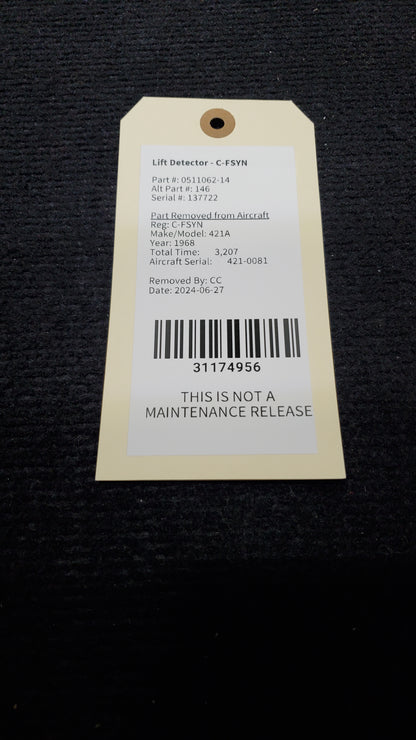 Lift Detector - C-FSYN
Part #: 0511062-14
Alt Part #: 146
Serial #: 137722
Part Removed from Aircraft
Reg: C-FSYN
Make/Model: 421A
Year: 1968
Total Time: 3,207
Aircraft Serial: 421-0081
Removed By: CC
Date: 2024-06-27
31174956
THIS IS NOT A
MAINTENANCE RELEASE